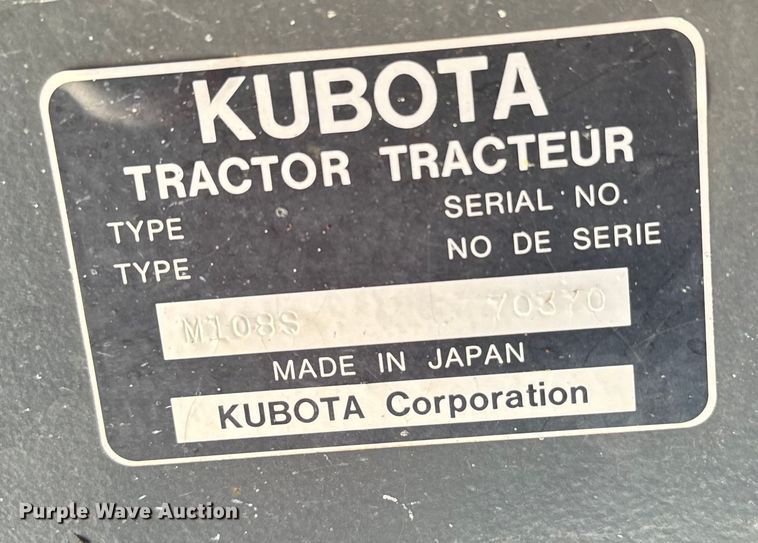 KUBOTA
TRACTOR TRACTEUR
TYPE SERIAL NO.
TYPE NO DE SERIE
M108S 70370
MADE IN JAPAN
KUBOTA Corporation
Purple Wave Auction